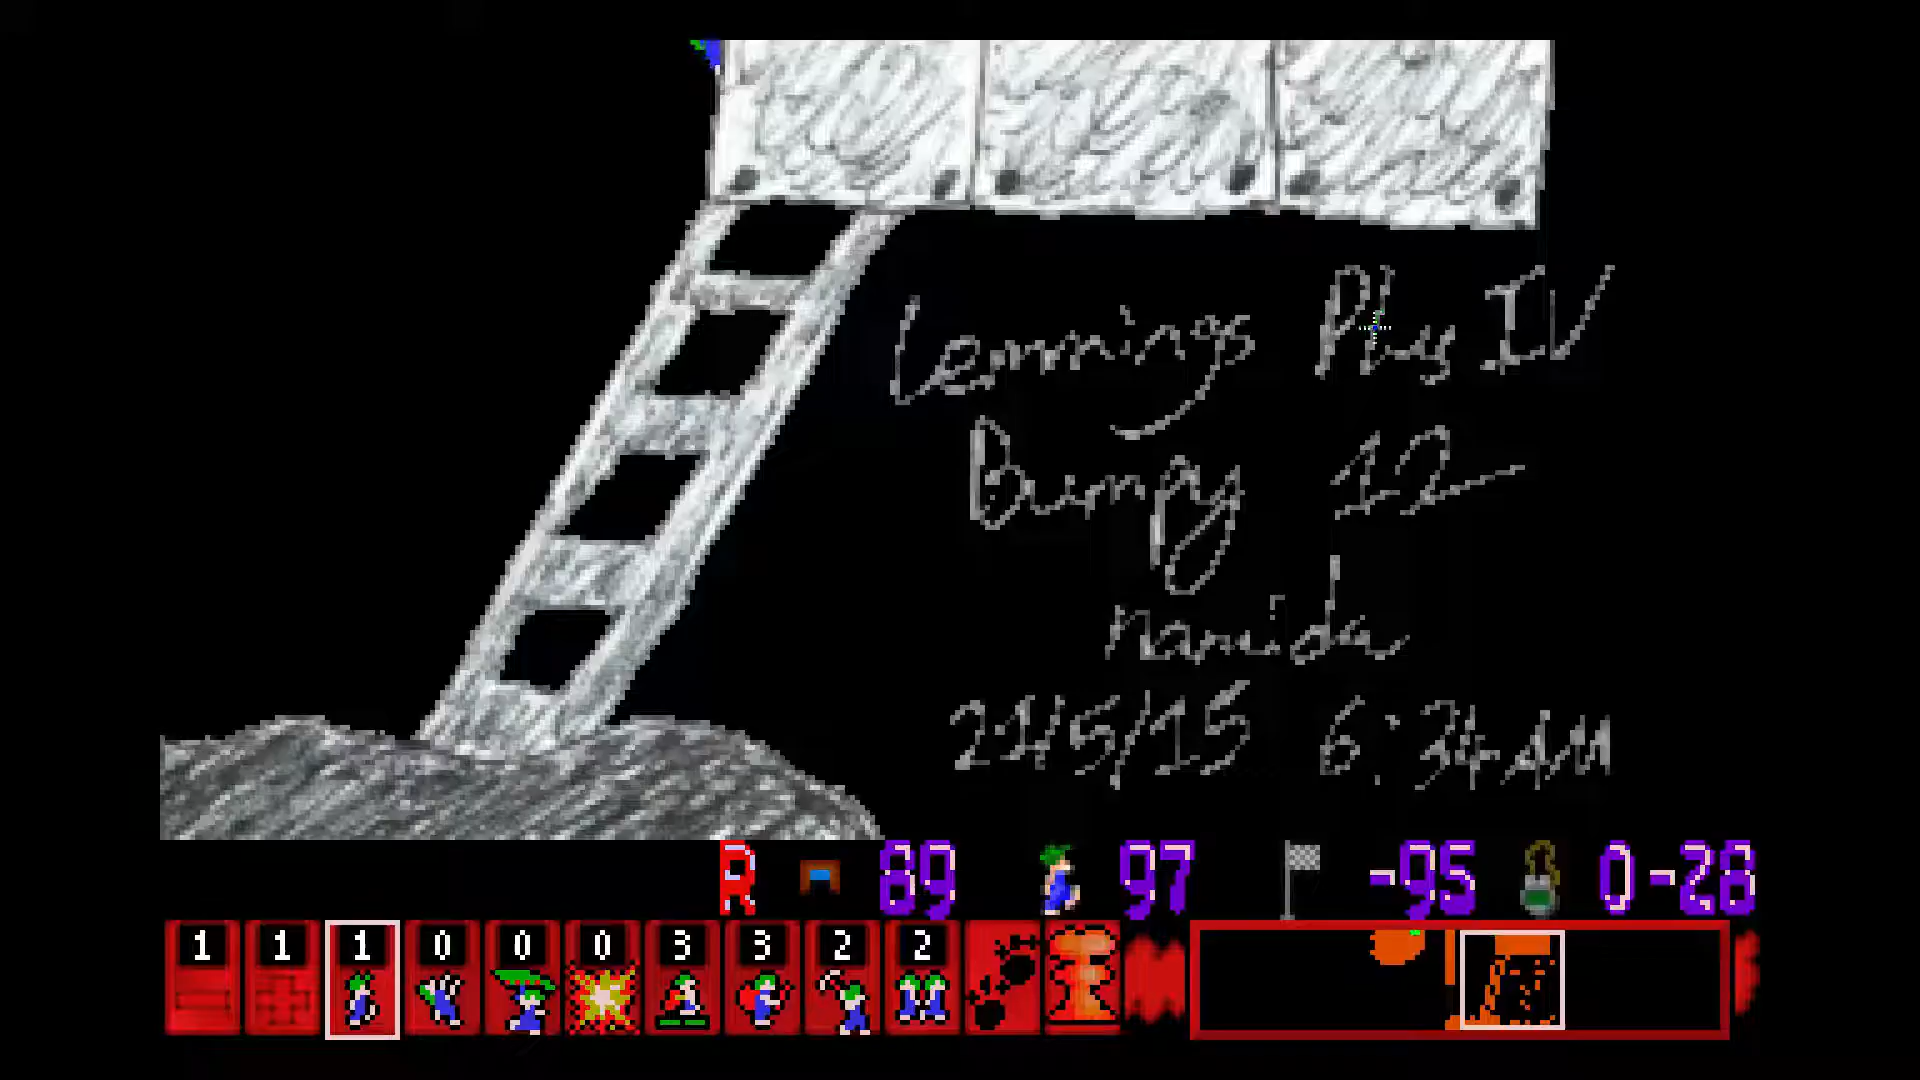 Lemmings Plus IV
Bumpy 12
namida
21/5/15 6:34AM
R 89 97 -95 0-28
1 1 1 0 0 0 3 3 2 2